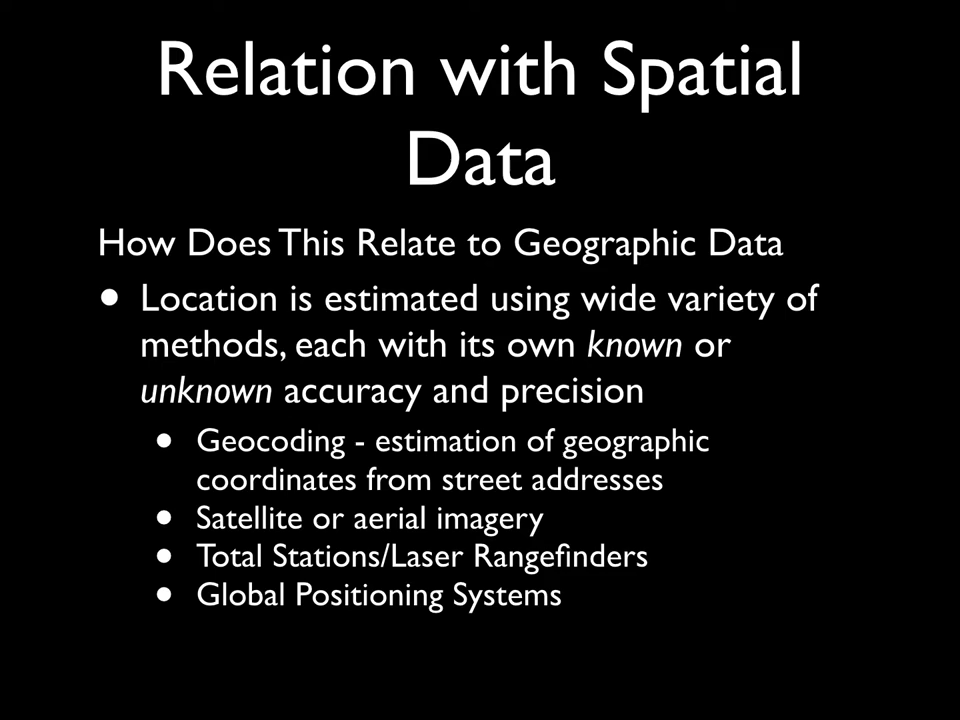 Relation with Spatial
Data
How Does This Relate to Geographic Data
• Location is estimated using wide variety of
methods, each with its own known or
unknown accuracy and precision
• Geocoding - estimation of geographic
coordinates from street addresses
• Satellite or aerial imagery
• Total Stations/Laser Rangefinders
• Global Positioning Systems